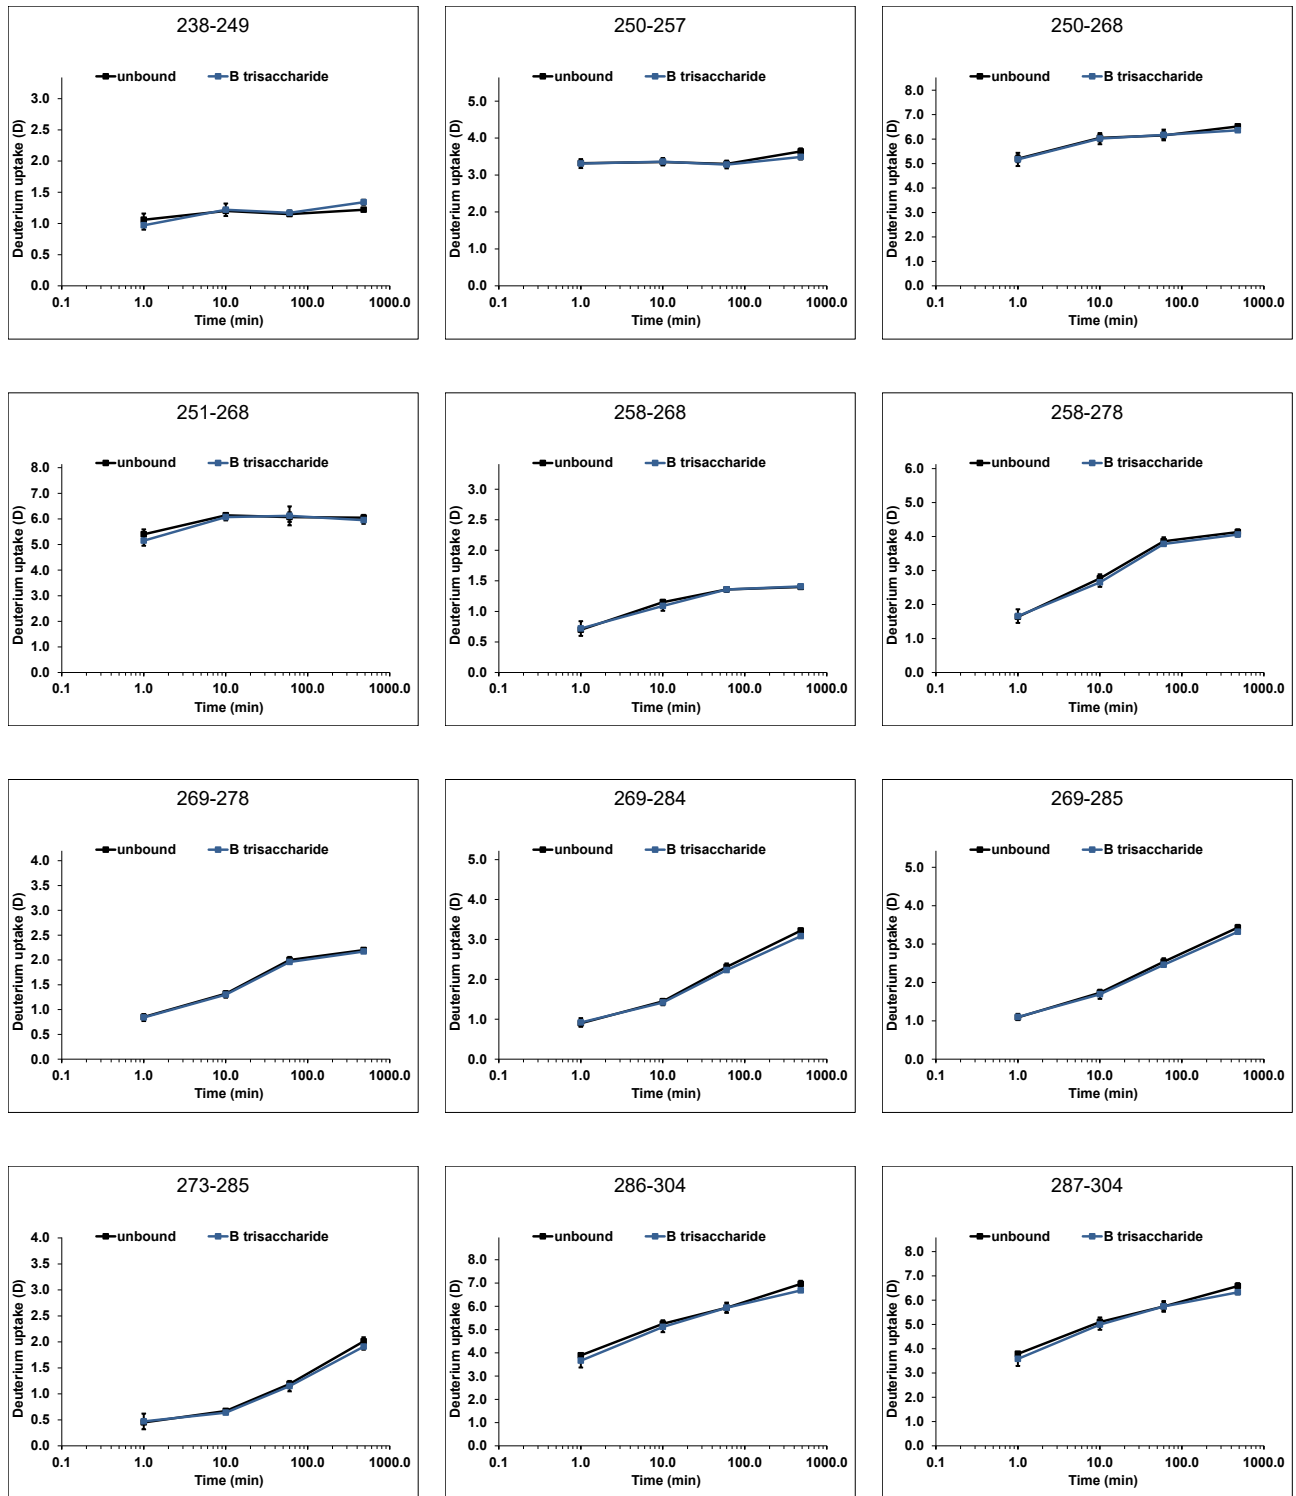 238-249
unbound B trisaccharide
Deuterium uptake (D)
3.0
2.5
2.0
1.5
1.0
0.5
0.0
0.1 1.0 10.0 100.0 1000.0
Time (min)
250-257
unbound B trisaccharide
Deuterium uptake (D)
5.0
4.0
3.0
2.0
1.0
0.0
0.1 1.0 10.0 100.0 1000.0
Time (min)
250-268
unbound B trisaccharide
Deuterium uptake (D)
8.0
7.0
6.0
5.0
4.0
3.0
2.0
1.0
0.0
0.1 1.0 10.0 100.0 1000.0
Time (min)
251-268
unbound B trisaccharide
Deuterium uptake (D)
8.0
7.0
6.0
5.0
4.0
3.0
2.0
1.0
0.0
0.1 1.0 10.0 100.0 1000.0
Time (min)
258-268
unbound B trisaccharide
Deuterium uptake (D)
3.0
2.5
2.0
1.5
1.0
0.5
0.0
0.1 1.0 10.0 100.0 1000.0
Time (min)
258-278
unbound B trisaccharide
Deuterium uptake (D)
6.0
5.0
4.0
3.0
2.0
1.0
0.0
0.1 1.0 10.0 100.0 1000.0
Time (min)
269-278
unbound B trisaccharide
Deuterium uptake (D)
4.0
3.5
3.0
2.5
2.0
1.5
1.0
0.5
0.0
0.1 1.0 10.0 100.0 1000.0
Time (min)
269-284
unbound B trisaccharide
Deuterium uptake (D)
5.0
4.0
3.0
2.0
1.0
0.0
0.1 1.0 10.0 100.0 1000.0
Time (min)
269-285
unbound B trisaccharide
Deuterium uptake (D)
5.0
4.0
3.0
2.0
1.0
0.0
0.1 1.0 10.0 100.0 1000.0
Time (min)
273-285
unbound B trisaccharide
Deuterium uptake (D)
4.0
3.5
3.0
2.5
2.0
1.5
1.0
0.5
0.0
0.1 1.0 10.0 100.0 1000.0
Time (min)
286-304
unbound B trisaccharide
Deuterium uptake (D)
8.0
7.0
6.0
5.0
4.0
3.0
2.0
1.0
0.0
0.1 1.0 10.0 100.0 1000.0
Time (min)
287-304
unbound B trisaccharide
Deuterium uptake (D)
8.0
7.0
6.0
5.0
4.0
3.0
2.0
1.0
0.0
0.1 1.0 10.0 100.0 1000.0
Time (min)